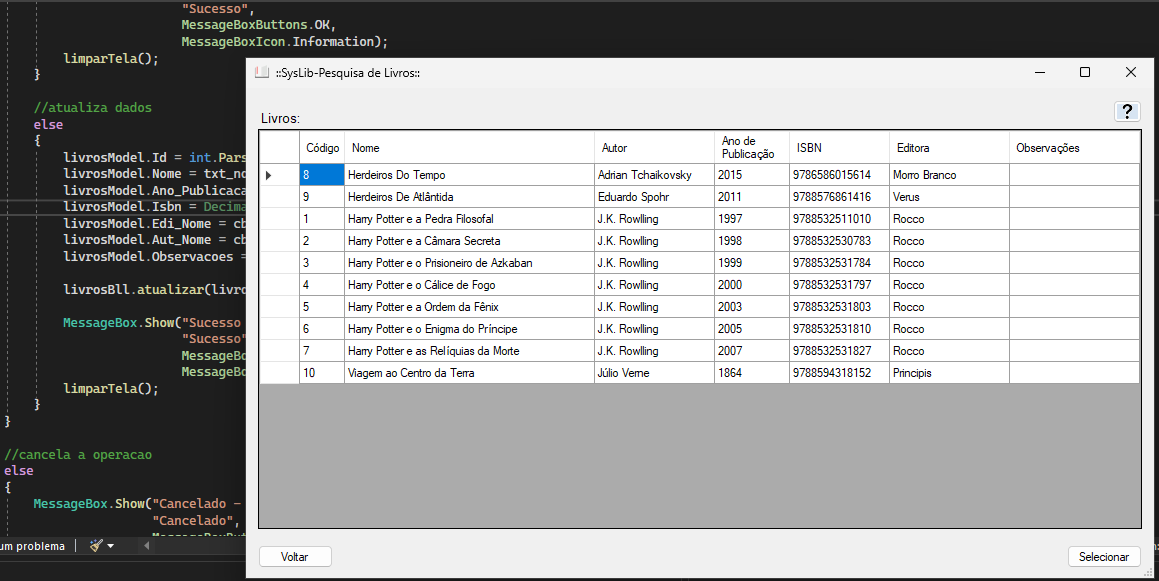 "Sucesso",
MessageBoxButtons.OK,
MessageBoxIcon.Information);
limparTela();
}
//atualiza dados
else
{
livrosModel.Id = int.Pars
livrosModel.Nome = txt_no
livrosModel.Ano_Publicaca
livrosModel.Isbn = Decima
livrosModel.Edi_Nome = cb
livrosModel.Aut_Nome = cb
livrosModel.Observacoes =
livrosBll.atualizar(livro
MessageBox.Show("Sucesso
"Sucesso"
MessageBo
MessageBo
limparTela();
}
}
//cancela a operacao
else
{
MessageBox.Show("Cancelado -
"Cancelado",
um problema
::SysLib-Pesquisa de Livros::
Livros:
?
Código Nome Autor Ano de Publicação ISBN Editora Observações
8 Herdeiros Do Tempo Adrian Tchaikovsky 2015 9786586015614 Morro Branco
9 Herdeiros De Atlântida Eduardo Spohr 2011 9788576861416 Verus
1 Harry Potter e a Pedra Filosofal J.K. Rowlling 1997 9788532511010 Rocco
2 Harry Potter e a Câmara Secreta J.K. Rowlling 1998 9788532530783 Rocco
3 Harry Potter e o Prisioneiro de Azkaban J.K. Rowlling 1999 9788532531784 Rocco
4 Harry Potter e o Cálice de Fogo J.K. Rowlling 2000 9788532531797 Rocco
5 Harry Potter e a Ordem da Fênix J.K. Rowlling 2003 9788532531803 Rocco
6 Harry Potter e o Enigma do Príncipe J.K. Rowlling 2005 9788532531810 Rocco
7 Harry Potter e as Relíquias da Morte J.K. Rowlling 2007 9788532531827 Rocco
10 Viagem ao Centro da Terra Júlio Verne 1864 9788594318152 Principis
Voltar
Selecionar